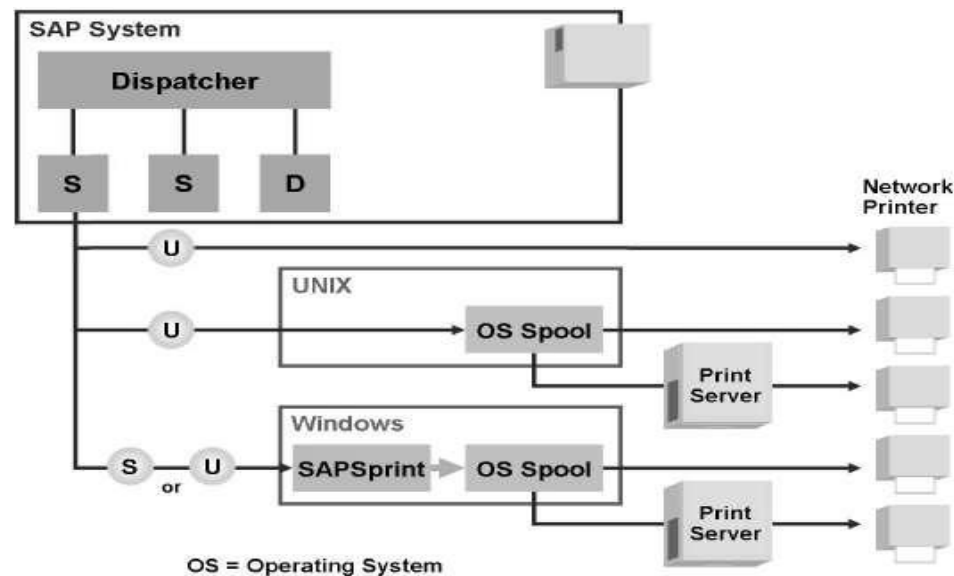 SAP System
Dispatcher
S
S
D
Network
Printer
U
UNIX
U
OS Spool
Print
Server
Windows
S
or
U
SAPSprint
OS Spool
Print
Server
OS = Operating System